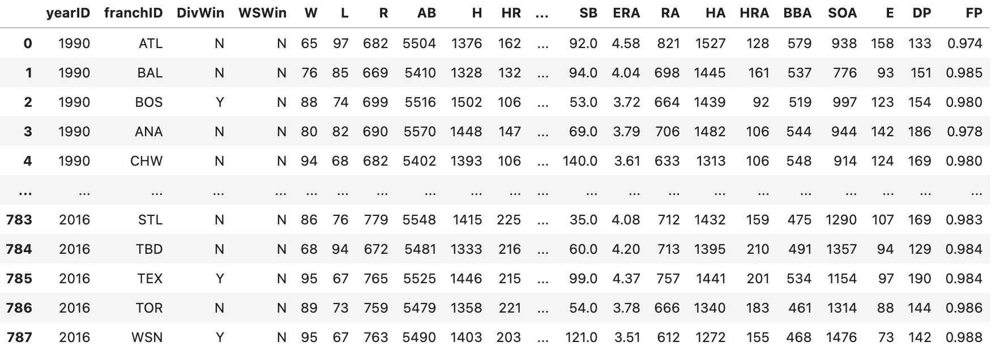 yearID franchID DivWin WSWin W L R AB H HR ... SB ERA RA HA HRA BBA SOA E DP FP
0 1990 ATL N N 65 97 682 5504 1376 162 ... 92.0 4.58 821 1527 128 579 938 158 133 0.974
1 1990 BAL N N 76 85 669 5410 1328 132 ... 94.0 4.04 698 1445 161 537 776 93 151 0.985
2 1990 BOS Y N 88 74 699 5516 1502 106 ... 53.0 3.72 664 1439 92 519 997 123 154 0.980
3 1990 ANA N N 80 82 690 5570 1448 147 ... 69.0 3.79 706 1482 106 544 944 142 186 0.978
4 1990 CHW N N 94 68 682 5402 1393 106 ... 140.0 3.61 633 1313 106 548 914 124 169 0.980
... ... ... ... ... ... ... ... ... ... ... ... ... ... ... ... ... ... ... ... ... ...
783 2016 STL N N 86 76 779 5548 1415 225 ... 35.0 4.08 712 1432 159 475 1290 107 169 0.983
784 2016 TBD N N 68 94 672 5481 1333 216 ... 60.0 4.20 713 1395 210 491 1357 94 129 0.984
785 2016 TEX Y N 95 67 765 5525 1446 215 ... 99.0 4.37 757 1441 201 534 1154 97 190 0.984
786 2016 TOR N N 89 73 759 5479 1358 221 ... 54.0 3.78 666 1340 183 461 1314 88 144 0.986
787 2016 WSN Y N 95 67 763 5490 1403 203 ... 121.0 3.51 612 1272 155 468 1476 73 142 0.988